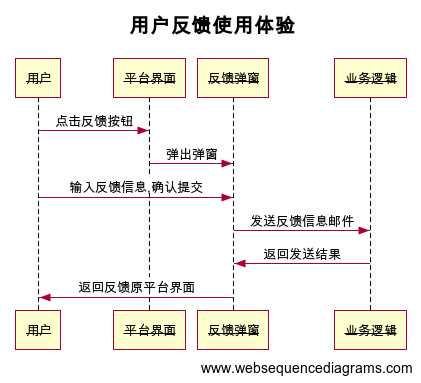 用户反馈使用体验
用户 平台界面 反馈弹窗 业务逻辑
点击反馈按钮
弹出弹窗
输入反馈信息,确认提交
发送反馈信息邮件
返回发送结果
返回反馈原平台界面
用户 平台界面 反馈弹窗 业务逻辑
www.websequencediagrams.com